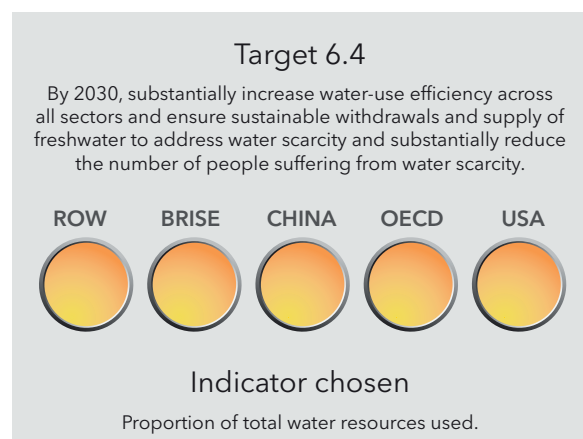 Target 6.4
By 2030, substantially increase water-use efficiency across
all sectors and ensure sustainable withdrawals and supply of
freshwater to address water scarcity and substantially reduce
the number of people suffering from water scarcity.
ROW BRISE CHINA OECD USA
Indicator chosen
Proportion of total water resources used.